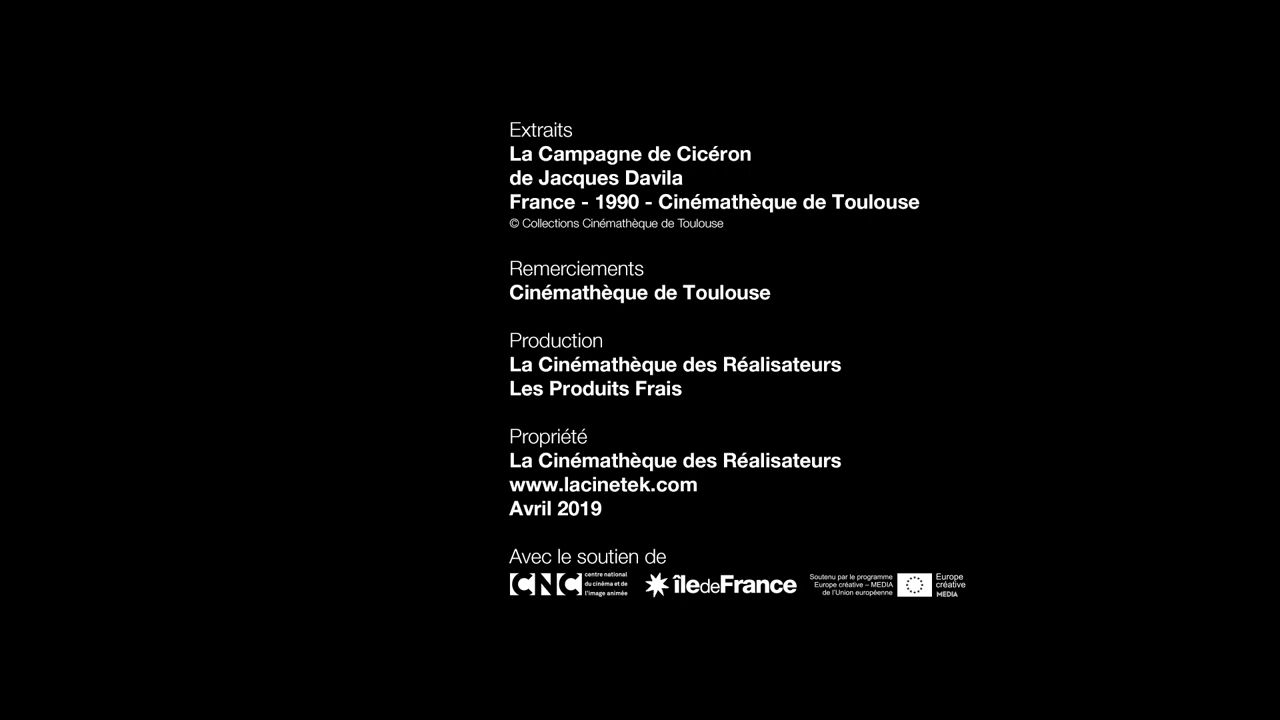 Extraits
La Campagne de Cicéron
de Jacques Davila
France - 1990 - Cinémathèque de Toulouse
© Collections Cinémathèque de Toulouse
Remerciements
Cinémathèque de Toulouse
Production
La Cinémathèque des Réalisateurs
Les Produits Frais
Propriété
La Cinémathèque des Réalisateurs
www.lacinetek.com
Avril 2019
Avec le soutien de
CNC
centre national
du cinéma et de
l'image animée
îledeFrance
Soutenu par le programme
Europe créative – MEDIA
de l'Union européenne
Europe
créative
MEDIA